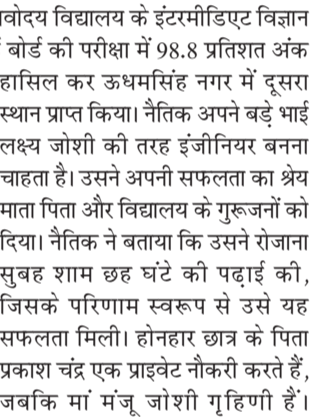 वोदय विद्यालय के इंटरमीडिएट विज्ञान
बोर्ड की परीक्षा में 98.8 प्रतिशत अंक
हासिल कर ऊधमसिंह नगर में दूसरा
स्थान प्राप्त किया। नैतिक अपने बड़े भाई
लक्ष्य जोशी की तरह इंजीनियर बनना
चाहता है। उसने अपनी सफलता का श्रेय
माता पिता और विद्यालय के गुरूजनों को
दिया। नैतिक ने बताया कि उसने रोजाना
सुबह शाम छह घंटे की पढ़ाई की,
जिसके परिणाम स्वरूप से उसे यह
सफलता मिली। होनहार छात्र के पिता
प्रकाश चंद्र एक प्राइवेट नौकरी करते हैं,
जबकि मां मंजू जोशी गृहिणी हैं।